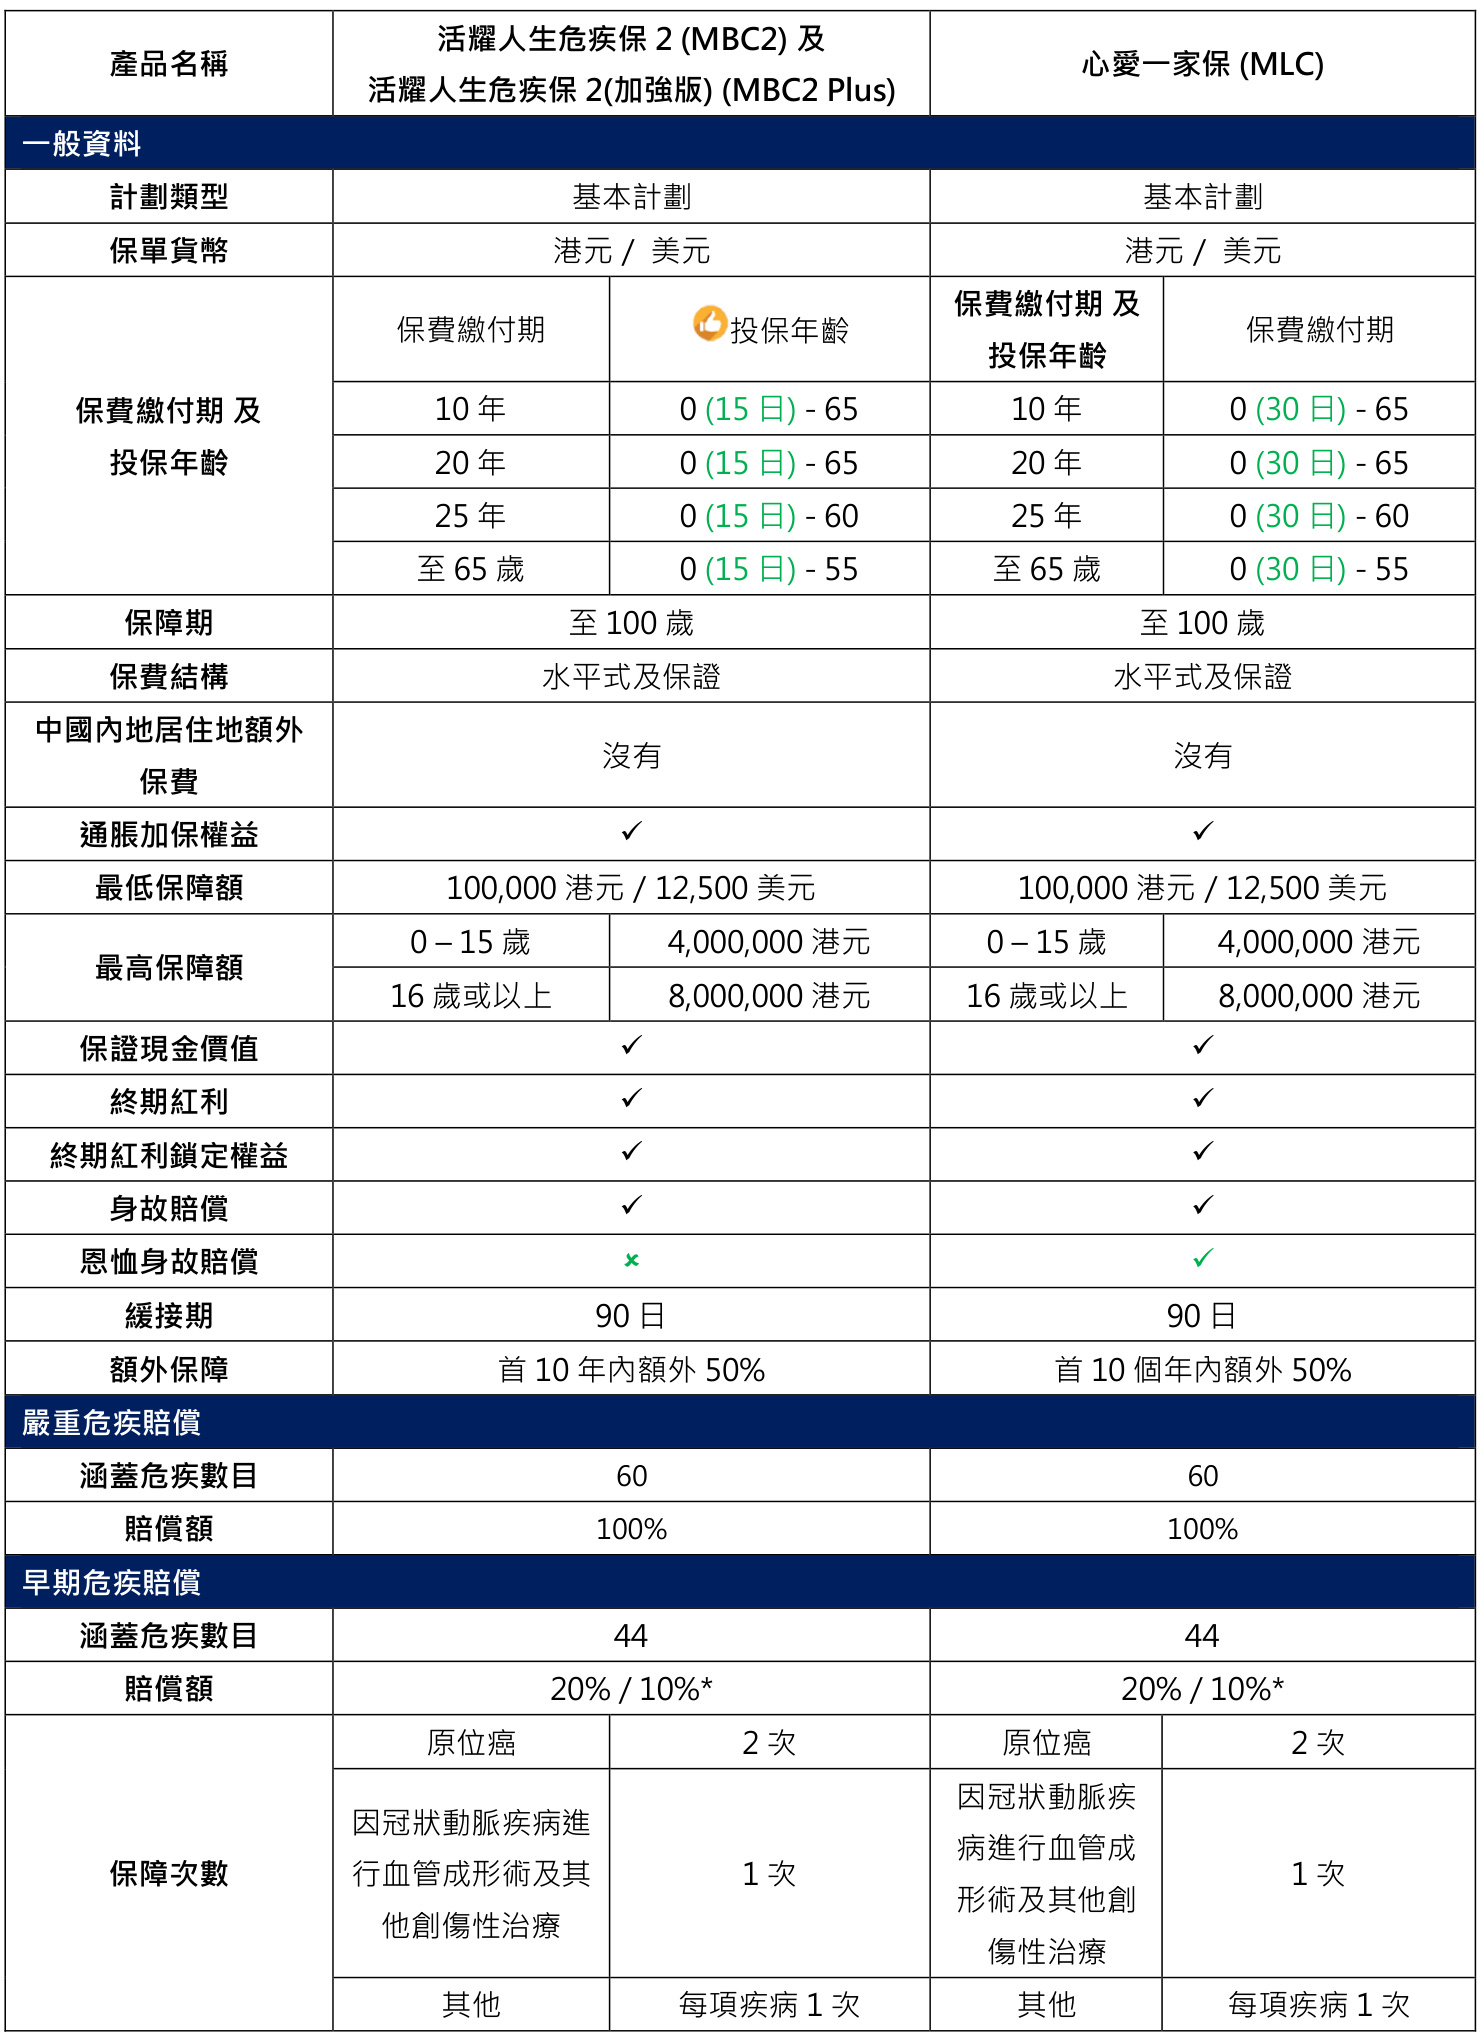 產品名稱
活耀人生危疾保 2 (MBC2) 及
活耀人生危疾保 2(加強版) (MBC2 Plus)
心愛一家保 (MLC)
一般資料
計劃類型
基本計劃
基本計劃
保單貨幣
港元 / 美元
港元 / 美元
保費繳付期 及
投保年齡
保費繳付期
投保年齡
保費繳付期 及
投保年齡
保費繳付期
10 年
0 (15 日) - 65
10 年
0 (30 日) - 65
20 年
0 (15 日) - 65
20 年
0 (30 日) - 65
25 年
0 (15 日) - 60
25 年
0 (30 日) - 60
至 65 歲
0 (15 日) - 55
至 65 歲
0 (30 日) - 55
保障期
至 100 歲
至 100 歲
保費結構
水平式及保證
水平式及保證
中國內地居住地額外
保費
沒有
沒有
通脹加保權益
✓
✓
最低保障額
100,000 港元 / 12,500 美元
100,000 港元 / 12,500 美元
最高保障額
0 – 15 歲
4,000,000 港元
0 – 15 歲
4,000,000 港元
16 歲或以上
8,000,000 港元
16 歲或以上
8,000,000 港元
保證現金價值
✓
✓
終期紅利
✓
✓
終期紅利鎖定權益
✓
✓
身故賠償
✓
✓
恩恤身故賠償
×
✓
緩接期
90 日
90 日
額外保障
首 10 年內額外 50%
首 10 個年內額外 50%
嚴重危疾賠償
涵蓋危疾數目
60
60
賠償額
100%
100%
早期危疾賠償
涵蓋危疾數目
44
44
賠償額
20% / 10%*
20% / 10%*
保障次數
原位癌
2 次
原位癌
2 次
因冠狀動脈疾病進
行血管成形術及其
他創傷性治療
1 次
因冠狀動脈疾
病進行血管成
形術及其他創
傷性治療
1 次
其他
每項疾病 1 次
其他
每項疾病 1 次